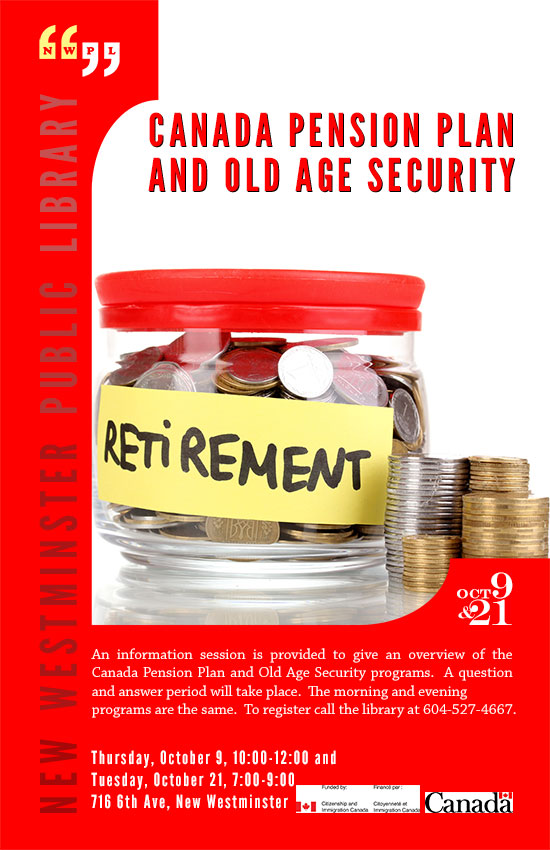 NWPL
NEW WESTMINSTER PUBLIC LIBRARY
CANADA PENSION PLAN
AND OLD AGE SECURITY
RETiREMENT
OCT 9
& 21
An information session is provided to give an overview of the
Canada Pension Plan and Old Age Security programs. A question
and answer period will take place. The morning and evening
programs are the same. To register call the library at 604-527-4667.
Thursday, October 9, 10:00-12:00 and
Tuesday, October 21, 7:00-9:00
716 6th Ave, New Westminster
Funded by: Financé par :
Citizenship and Citoyenneté et
Immigration Canada Immigration Canada
Canada